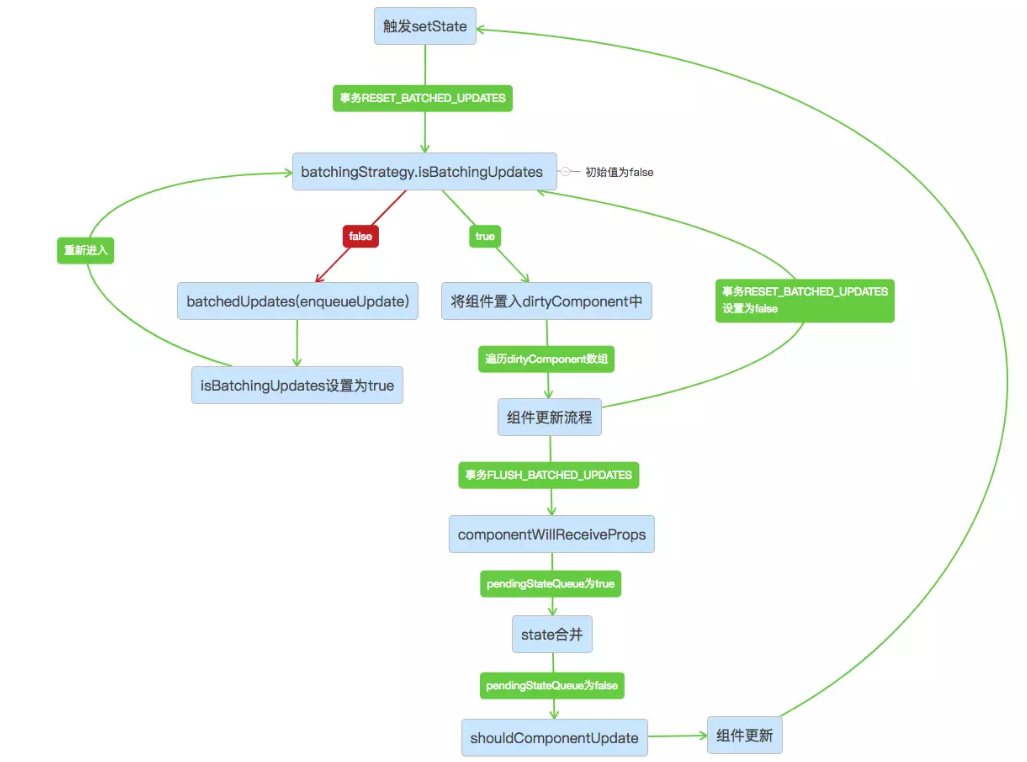 触发setState
事务RESET_BATCHED_UPDATES
batchingStrategy.isBatchingUpdates
初始值为false
false
true
重新进入
batchedUpdates(enqueueUpdate)
将组件置入dirtyComponent中
事务RESET_BATCHED_UPDATES
设置为false
遍历dirtyComponent数组
isBatchingUpdates设置为true
组件更新流程
事务FLUSH_BATCHED_UPDATES
componentWillReceiveProps
pendingStateQueue为true
state合并
pendingStateQueue为false
shouldComponentUpdate
组件更新